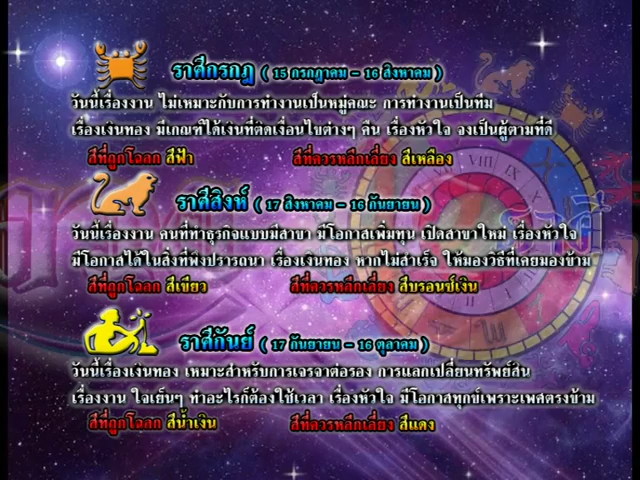 ราศีกรกฎ ( 15 กรกฎาคม - 16 สิงหาคม )
วันนี้เรื่องงาน ไม่เหมาะกับการทำงานเป็นหมู่คณะ การทำงานเป็นทีม
เรื่องเงินทอง มีเกณฑ์ได้เงินที่ติดเงื่อนไขต่างๆ คืน เรื่องหัวใจ จงเป็นผู้ตามที่ดี
สีที่ถูกโฉลก สีฟ้า สีที่ควรหลีกเลี่ยง สีเหลือง
ราศีสิงห์ ( 17 สิงหาคม - 16 กันยายน )
วันนี้เรื่องงาน คนที่ทำธุรกิจแบบมีสาขา มีโอกาสเพิ่มทุน เปิดสาขาใหม่ เรื่องหัวใจ
มีโอกาสได้ในสิ่งที่พึงปรารถนา เรื่องเงินทอง หากไม่สำเร็จ ให้มองวิธีที่เคยมองข้าม
สีที่ถูกโฉลก สีเขียว สีที่ควรหลีกเลี่ยง สีบรอนซ์เงิน
ราศีกันย์ ( 17 กันยายน - 16 ตุลาคม )
วันนี้เรื่องเงินทอง เหมาะสำหรับการเจรจาต่อรอง การแลกเปลี่ยนทรัพย์สิน
เรื่องงาน ใจเย็นๆ ทำอะไรก็ต้องใช้เวลา เรื่องหัวใจ มีโอกาสทุกข์เพราะเพศตรงข้าม
สีที่ถูกโฉลก สีน้ำเงิน สีที่ควรหลีกเลี่ยง สีแดง